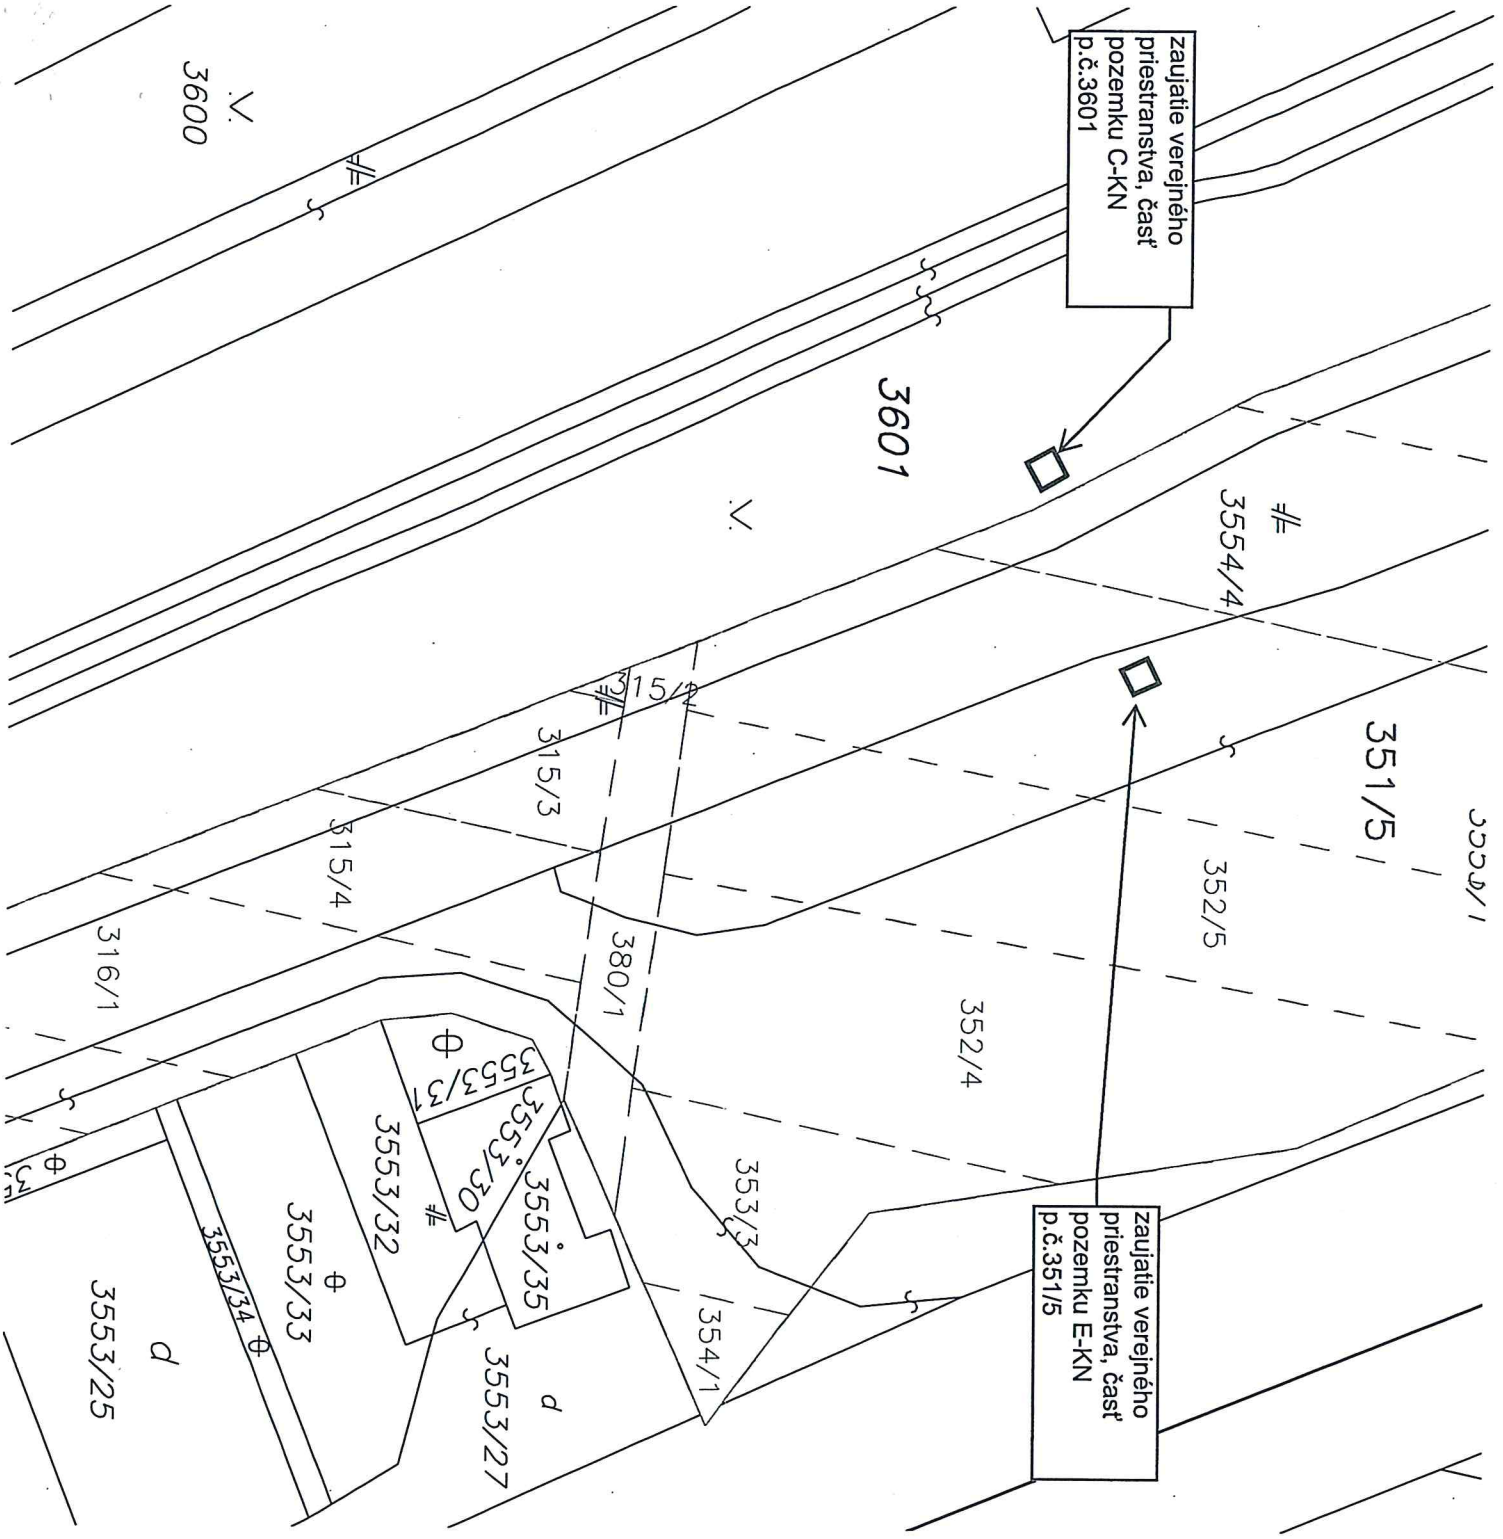 zaujatie verejného
priestranstva, časť
pozemku C-KN
p.č.3601
3600
3601
3554/4
351/5
352/5
352/4
315/2
315/3
315/4
316/1
380/1
353/3
354/1
3553/31
3553/30
3553/35
3553/32
3553/33
3553/34
3553/25
3553/27
d
d
zaujatie verejného
priestranstva, časť
pozemku E-KN
p.č.351/5